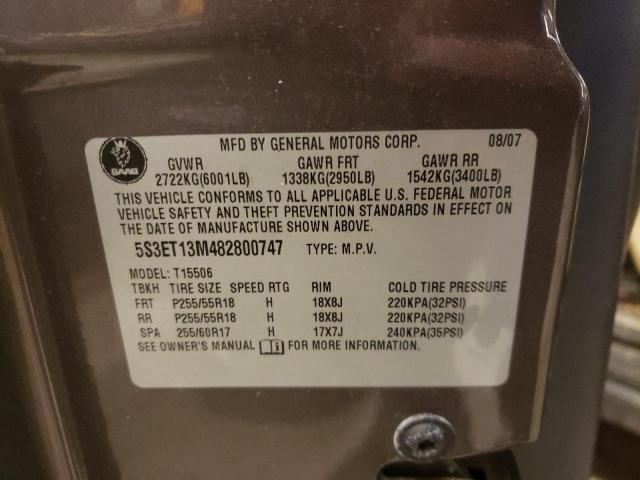 MFD BY GENERAL MOTORS CORP. 08/07
SAAB
GVWR GAWR FRT GAWR RR
2722KG(6001LB) 1338KG(2950LB) 1542KG(3400LB)
THIS VEHICLE CONFORMS TO ALL APPLICABLE U.S. FEDERAL MOTOR
VEHICLE SAFETY AND THEFT PREVENTION STANDARDS IN EFFECT ON
THE DATE OF MANUFACTURE SHOWN ABOVE.
5S3ET13M482800747 TYPE: M.P.V.
MODEL: T15506
TBKH TIRE SIZE SPEED RTG RIM COLD TIRE PRESSURE
FRT P255/55R18 H 18X8J 220KPA(32PSI)
RR P255/55R18 H 18X8J 220KPA(32PSI)
SPA 255/60R17 H 17X7J 240KPA(35PSI)
SEE OWNER'S MANUAL i FOR MORE INFORMATION.